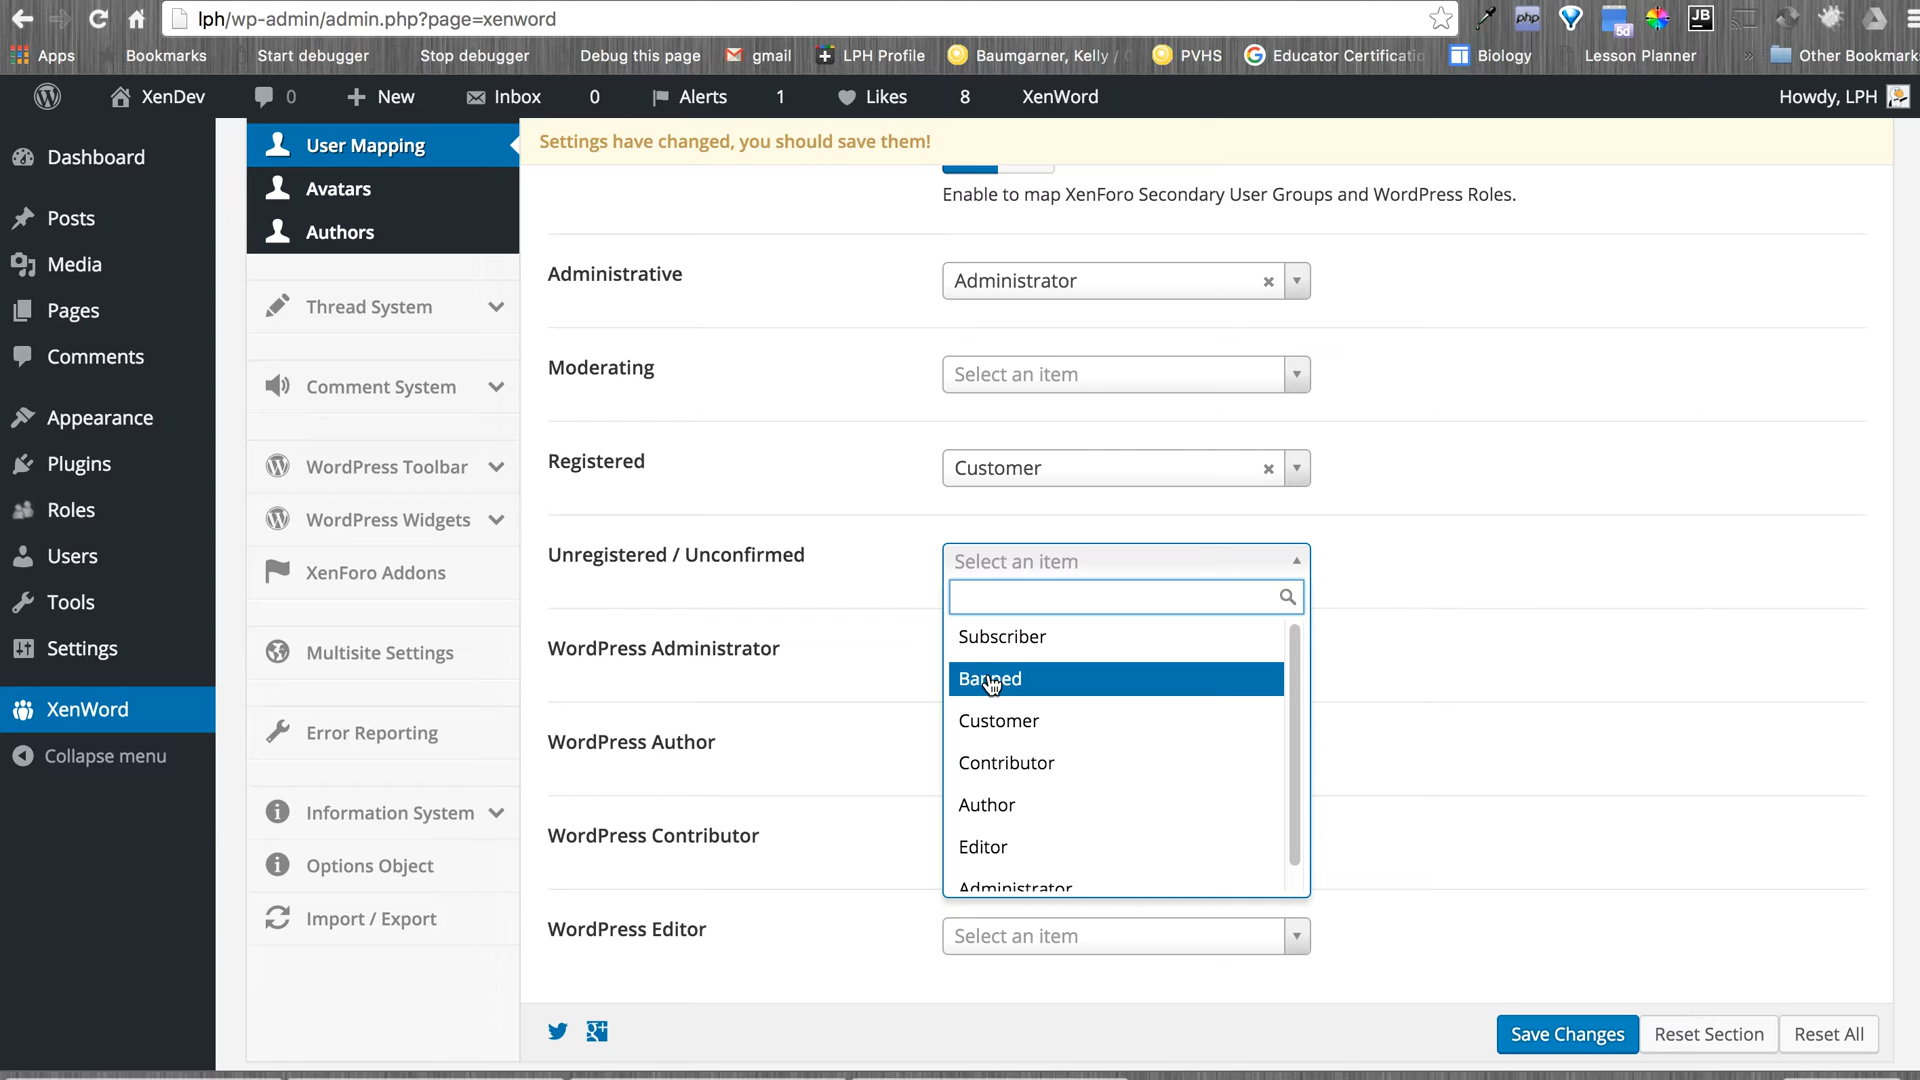 lph/wp-admin/admin.php?page=xenword
php
5d
JB
Apps Bookmarks Start debugger Stop debugger Debug this page gmail LPH Profile Baumgarner, Kelly / PVHS Educator Certificatio Biology Lesson Planner » Other Bookmarks
XenDev 0 New Inbox 0 Alerts 1 Likes 8 XenWord Howdy, LPH
Dashboard
Posts
Media
Pages
Comments
Appearance
Plugins
Roles
Users
Tools
Settings
XenWord
Collapse menu
User Mapping
Avatars
Authors
Thread System
Comment System
WordPress Toolbar
WordPress Widgets
XenForo Addons
Multisite Settings
Error Reporting
Information System
Options Object
Import / Export
Settings have changed, you should save them!
Enable to map XenForo Secondary User Groups and WordPress Roles.
Administrative
Administrator
Moderating
Select an item
Registered
Customer
Unregistered / Unconfirmed
Select an item
Subscriber
Banned
Customer
Contributor
Author
Editor
Administrator
WordPress Administrator
WordPress Author
WordPress Contributor
WordPress Editor
Select an item
Save Changes Reset Section Reset All